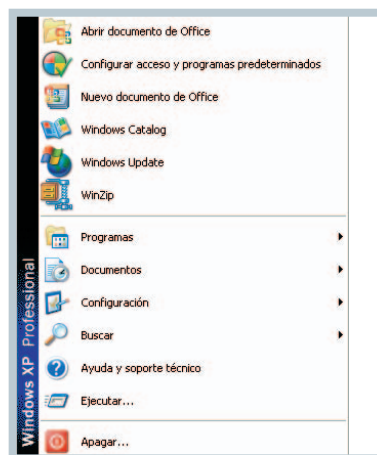 Abrir documento de Office
Configurar acceso y programas predeterminados
Nuevo documento de Office
Windows Catalog
Windows Update
WinZip
Programas
Documentos
Configuración
Buscar
Ayuda y soporte técnico
Ejecutar...
Apagar...
Windows XP Professional